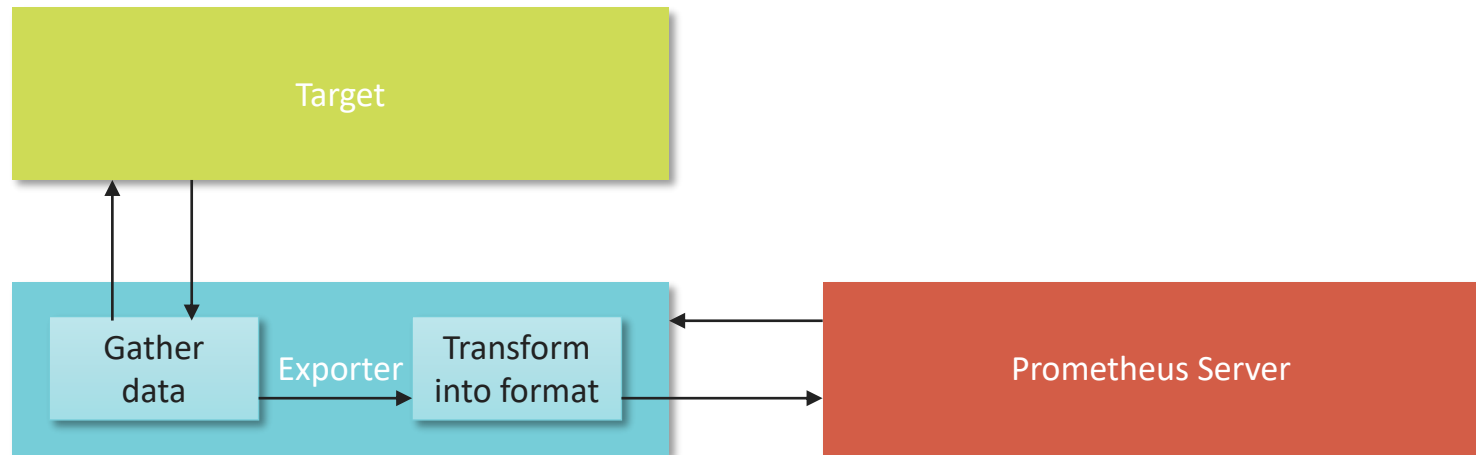 Target
Gather
data
Exporter
Transform
into format
Prometheus Server